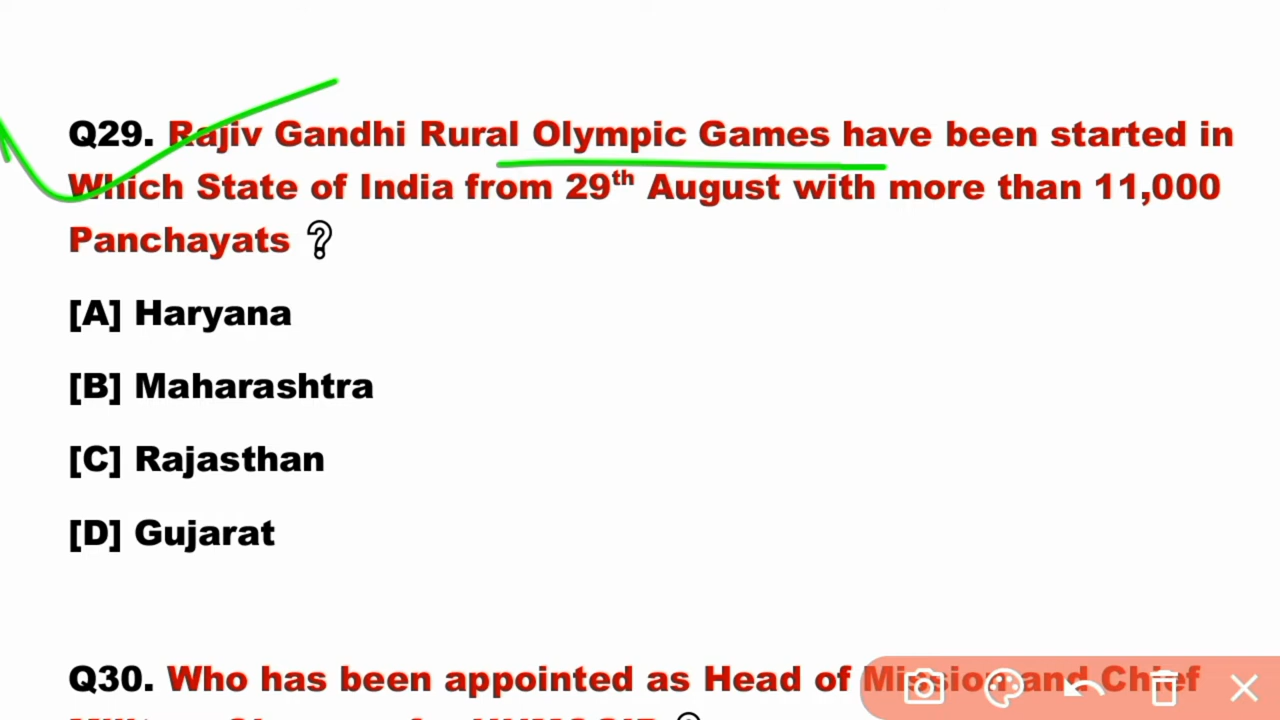 Q29. Rajiv Gandhi Rural Olympic Games have been started in
Which State of India from 29th August with more than 11,000
Panchayats ?
[A] Haryana
[B] Maharashtra
[C] Rajasthan
[D] Gujarat
Q30. Who has been appointed as Head of Mission and Chief